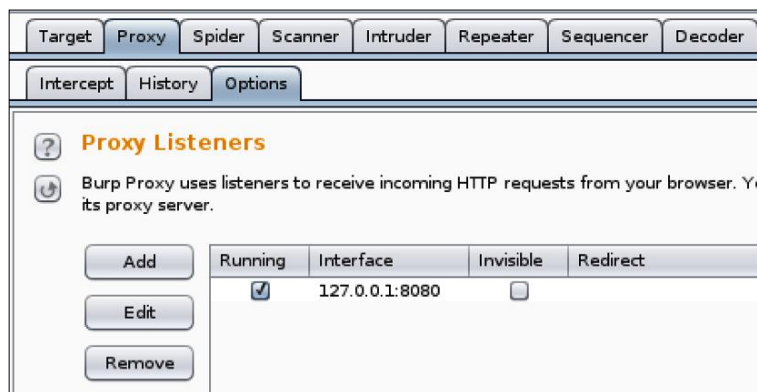 Target Proxy Spider Scanner Intruder Repeater Sequencer Decoder
Intercept History Options
? Proxy Listeners
Burp Proxy uses listeners to receive incoming HTTP requests from your browser.
its proxy server.
Add Running Interface Invisible Redirect
127.0.0.1:8080
Edit
Remove